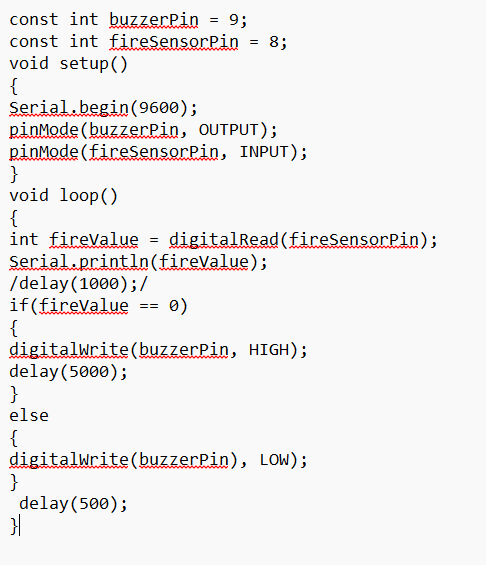 const int buzzerPin = 9;
const int fireSensorPin = 8;
void setup()
{
Serial.begin(9600);
pinMode(buzzerPin, OUTPUT);
pinMode(fireSensorPin, INPUT);
}
void loop()
{
int fireValue = digitalRead(fireSensorPin);
Serial.println(fireValue);
/delay(1000);/
if(fireValue == 0)
{
digitalWrite(buzzerPin, HIGH);
delay(5000);
}
else
{
digitalWrite(buzzerPin), LOW);
}
 delay(500);
}